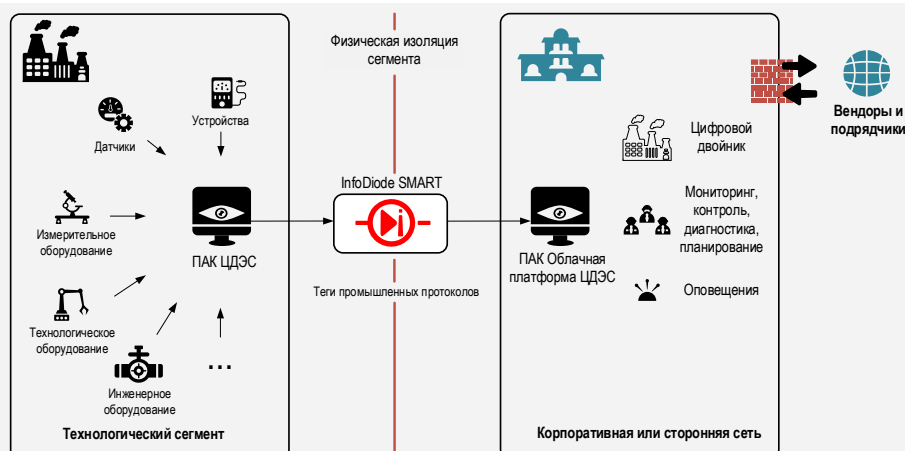 Физическая изоляция
сегмента
Устройства
Датчики
Измерительное
оборудование
Технологическое
оборудование
Инженерное
оборудование
...
ПАК ЦДЭС
Технологический сегмент
InfoDiode SMART
Теги промышленных протоколов
ПАК Облачная
платформа ЦДЭС
Цифровой
двойник
Мониторинг,
контроль,
диагностика,
планирование
Оповещения
Корпоративная или сторонняя сеть
Вендоры и
подрядчики